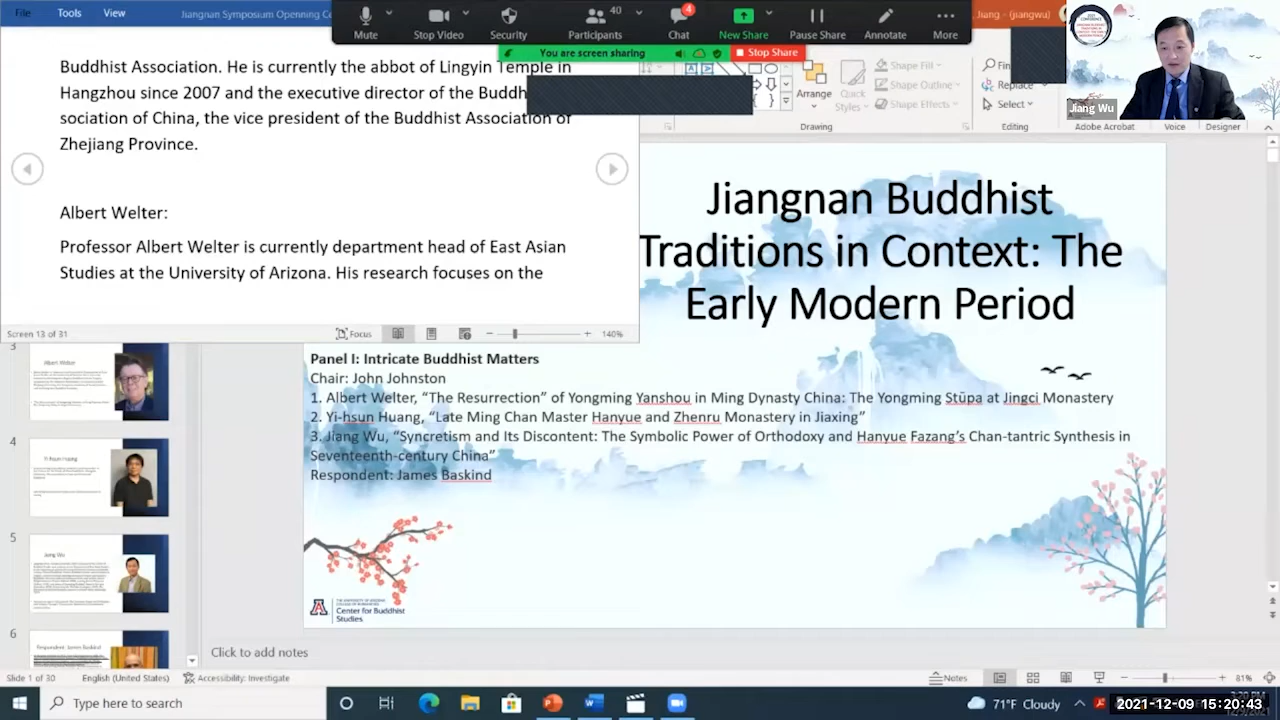 File Tools View Jiangnan Symposium Openning
Mute Stop Video Security 40 Participants 4 Chat New Share Pause Share Annotate More
Jiang - (jiangwu)
You are screen sharing Stop Share
Buddhist Association. He is currently the abbot of Lingyin Temple in
Hangzhou since 2007 and the executive director of the
sociation of China, the vice president of the Buddhist Association of
Zhejiang Province.
Albert Welter:
Professor Albert Welter is currently department head of East Asian
Studies at the University of Arizona. His research focuses on the
Screen 13 of 31 Focus 140%
Arrange Quick Styles Shape Fill Shape Outline Shape Effects
Drawing
Replace Select
Editing Adobe Acrobat Voice Designer
Jiang Wu
Jiangnan Buddhist
Traditions in Context: The
Early Modern Period
Panel I: Intricate Buddhist Matters
Chair: John Johnston
1. Albert Welter, “The Resurrection” of Yongming Yanshou in Ming Dynasty China: The Yongming Stūpa at Jingci Monastery
2. Yi-hsun Huang, “Late Ming Chan Master Hanyue and Zhenru Monastery in Jiaxing”
3. Jiang Wu, “Syncretism and Its Discontent: The Symbolic Power of Orthodoxy and Hanyue Fazang’s Chan-tantric Synthesis in
Seventeenth-century China”
Respondent: James Baskind
THE UNIVERSITY OF ARIZONA
COLLEGE OF HUMANITIES
Center for Buddhist
Studies
3
Albert Welter
4
Yi-hsun Huang
5
Jiang Wu
6
Respondent: James Baskind
Click to add notes
Slide 1 of 30 English (United States) Accessibility: Investigate Notes 81%
Type here to search 71°F Cloudy
2021-12-09 15:20:43